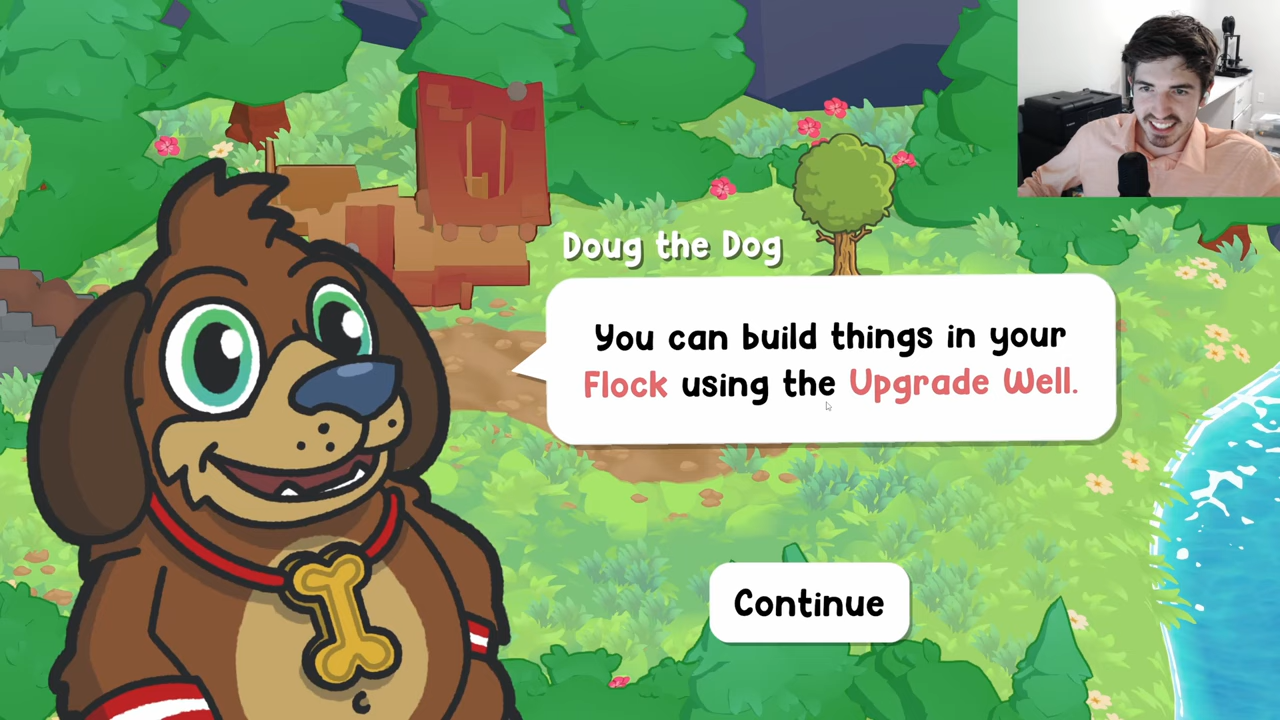 Doug the Dog
You can build things in your
Flock using the Upgrade Well.
Continue